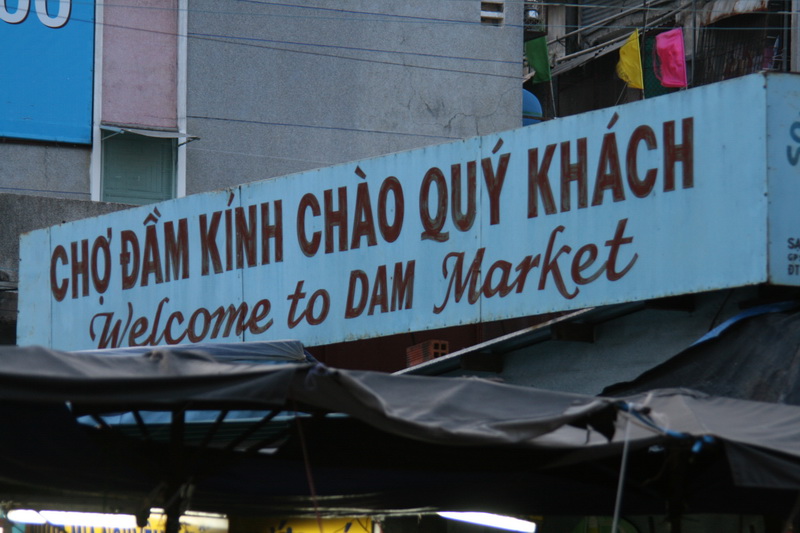 CHỢ ĐẦM KÍNH CHÀO QUÝ KHÁCH
Welcome to DAM Market